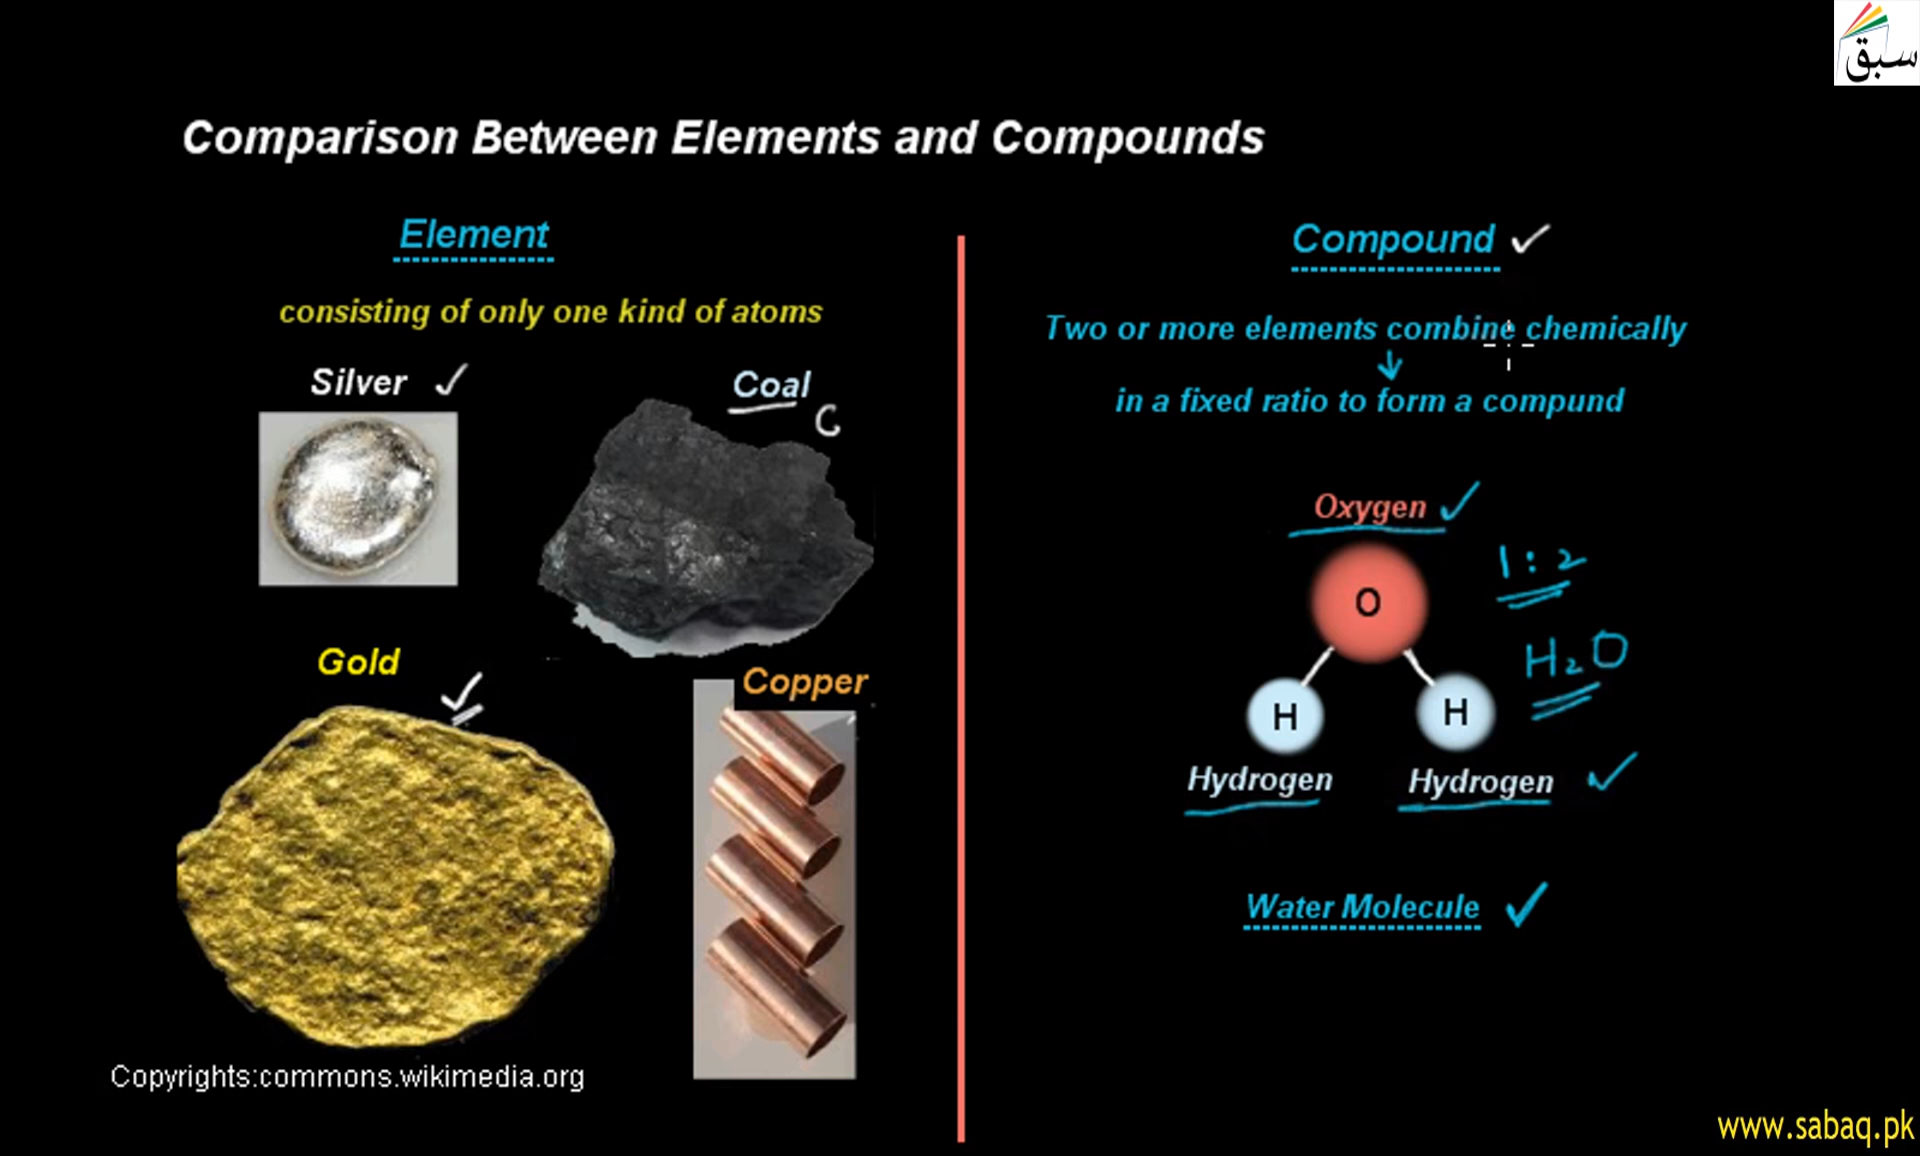 سبق
Comparison Between Elements and Compounds
Element
consisting of only one kind of atoms
Silver
Coal
C
Gold
Copper
Copyrights:commons.wikimedia.org
Compound
Two or more elements combine chemically
in a fixed ratio to form a compund
Oxygen
O
1 : 2
H₂O
H
H
Hydrogen
Hydrogen
Water Molecule
www.sabaq.pk